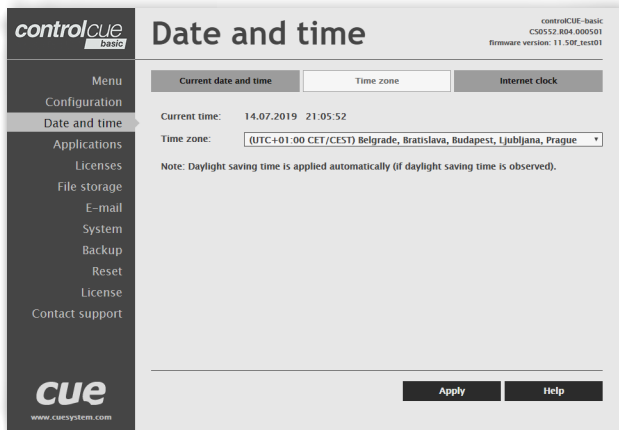 controlcue
basic
Date and time
controlCUE-basic
CS0552.R04.000501
firmware version: 11.50f_test01
Menu
Configuration
Date and time
Applications
Licenses
File storage
E-mail
System
Backup
Reset
License
Contact support
cue
www.cuesystem.com
Current date and time
Time zone
Internet clock
Current time: 14.07.2019 21:05:52
Time zone: (UTC+01:00 CET/CEST) Belgrade, Bratislava, Budapest, Ljubljana, Prague
Note: Daylight saving time is applied automatically (if daylight saving time is observed).
Apply
Help